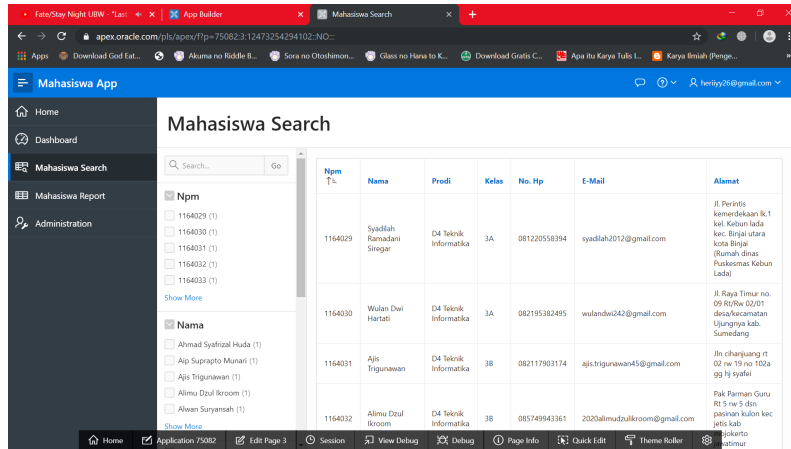 Fate/Stay Night UBW - "Last
App Builder
Mahasiswa Search
apex.oracle.com/pls/apex/f?p=75082:3:12473254294102::NO:::
Apps
Download God Eat...
Akuma no Riddle B...
Sora no Otoshimon...
Glass no Hana to K...
Download Gratis C...
Apa itu Karya Tulis I...
Karya Ilmiah (Penge...
Mahasiswa App
heriiyy26@gmail.com
Home
Dashboard
Mahasiswa Search
Mahasiswa Report
Administration
Mahasiswa Search
Search...
Go
Npm
1164029 (1)
1164030 (1)
1164031 (1)
1164032 (1)
1164033 (1)
Show More
Nama
Ahmad Syafrizal Huda (1)
Aip Suprapto Munari (1)
Ajis Trigunawan (1)
Alimu Dzul Ikroom (1)
Alwan Suryansah (1)
Show More
Npm
Nama
Prodi
Kelas
No. Hp
E-Mail
Alamat
1164029
Syadilah
Ramadani
Siregar
D4 Teknik
Informatika
3A
081220558394
syadilah2012@gmail.com
Jl. Perintis
kemerdekaan lk.1
kel. Kebun lada
kec. Binjai utara
kota Binjai
(Rumah dinas
Puskesmas Kebun
Lada)
1164030
Wulan Dwi
Hartati
D4 Teknik
Informatika
3A
082195382495
wulandwi242@gmail.com
Jl. Raya Timur no.
09 Rt/Rw 02/01
desa/kecamatan
Ujungnya kab.
Sumedang
1164031
Ajis
Trigunawan
D4 Teknik
Informatika
3B
082117903174
ajis.trigunawan45@gmail.com
Jln cihanjuang rt
02 rw 19 no 102a
gg hj syafei
1164032
Alimu Dzul
Ikroom
D4 Teknik
Informatika
3B
085749943361
2020alimudzulikroom@gmail.com
Pak Parman Guru
Rt 5 rw 5 dsn
pasinan kulon kec
jetis kab
mojokerto
jawatimur
Home
Application 75082
Edit Page 3
Session
View Debug
Debug
Page Info
Quick Edit
Theme Roller